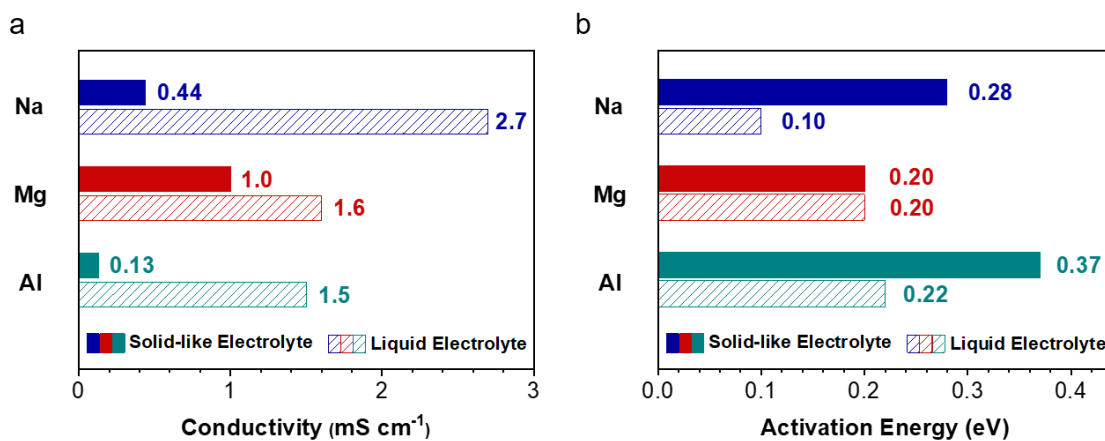 a
Na
0.44
2.7
Mg
1.0
1.6
Al
0.13
1.5
Solid-like Electrolyte
Liquid Electrolyte
0 1 2 3
Conductivity (mS cm⁻¹)
b
Na
0.28
0.10
Mg
0.20
0.20
Al
0.37
0.22
Solid-like Electrolyte
Liquid Electrolyte
0.0 0.1 0.2 0.3 0.4
Activation Energy (eV)